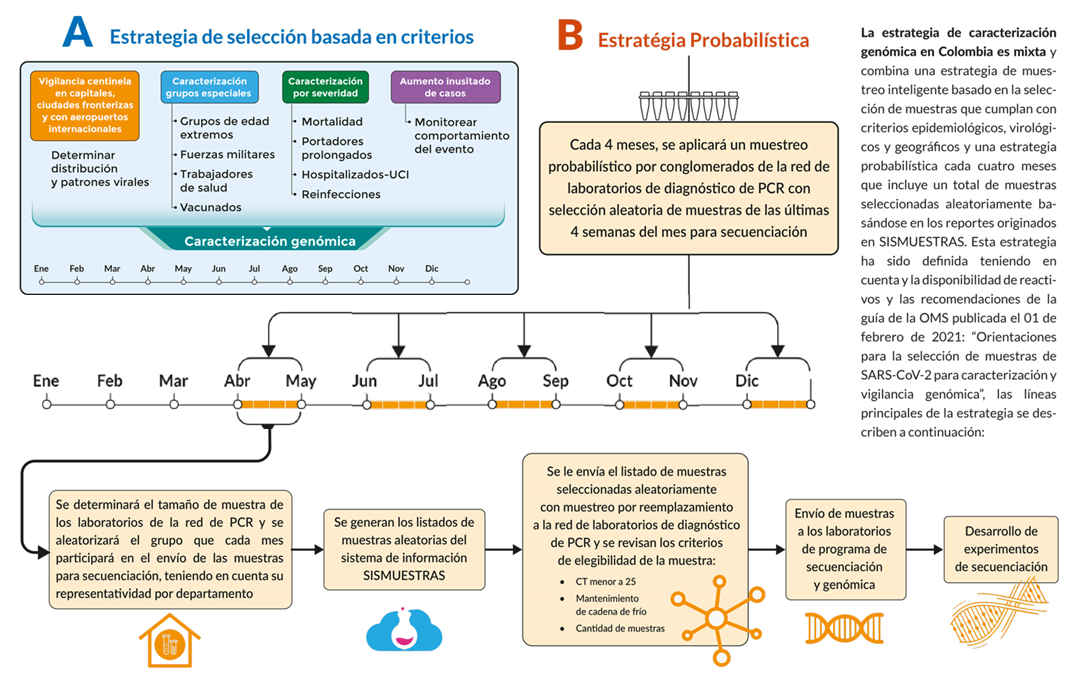 A Estrategia de selección basada en criterios
Vigilancia centinela
en capitales,
ciudades fronterizas
y con aeropuertos
internacionales
Determinar
distribución
y patrones virales
Caracterización
grupos especiales
Grupos de edad
extremos
Fuerzas militares
Trabajadores
de salud
Vacunados
Caracterización
por severidad
Mortalidad
Portadores
prolongados
Hospitalizados-UCI
Reinfecciones
Aumento inusitado
de casos
Monitorear
comportamiento
del evento
Caracterización genómica
Ene Feb Mar Abr May Jun Jul Ago Sep Oct Nov Dic
B Estratégia Probabilística
Cada 4 meses, se aplicará un muestreo
probabilístico por conglomerados de la red de
laboratorios de diagnóstico de PCR con
selección aleatoria de muestras de las últimas
4 semanas del mes para secuenciación
La estrategia de caracterización
genómica en Colombia es mixta y
combina una estrategia de mues-
treo inteligente basado en la selec-
ción de muestras que cumplan con
criterios epidemiológicos, virológi-
cos y geográficos y una estrategia
probabilística cada cuatro meses
que incluye un total de muestras
seleccionadas aleatoriamente ba-
sándose en los reportes originados
en SISMUESTRAS. Esta estrategia
ha sido definida teniendo en
cuenta y la disponibilidad de reacti-
vos y las recomendaciones de la
guía de la OMS publicada el 01 de
febrero de 2021: “Orientaciones
para la selección de muestras de
SARS-CoV-2 para caracterización y
vigilancia genómica”, las líneas
principales de la estrategia se des-
criben a continuación:
Ene Feb Mar Abr May Jun Jul Ago Sep Oct Nov Dic
Se determinará el tamaño de muestra de
los laboratorios de la red de PCR y se
aleatorizará el grupo que cada mes
participará en el envío de las muestras
para secuenciación, teniendo en cuenta su
representatividad por departamento
Se generan los listados de
muestras aleatorias del
sistema de información
SISMUESTRAS
Se le envía el listado de muestras
seleccionadas aleatoriamente
con muestreo por reemplazamiento
a la red de laboratorios de diagnóstico
de PCR y se revisan los criterios
de elegibilidad de la muestra:
CT menor a 25
Mantenimiento
de cadena de frío
Cantidad de muestras
Envío de muestras
a los laboratorios
de programa de
secuenciación
y genómica
Desarrollo de
experimentos
de secuenciación